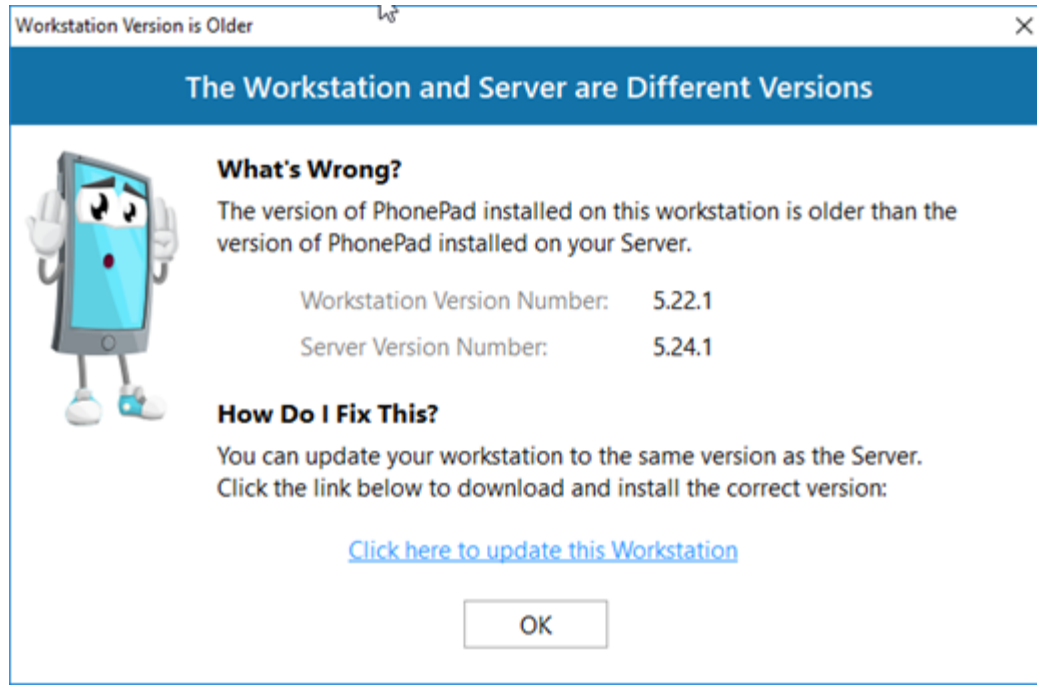 Workstation Version is Older
The Workstation and Server are Different Versions
What's Wrong?
The version of PhonePad installed on this workstation is older than the
version of PhonePad installed on your Server.
Workstation Version Number: 5.22.1
Server Version Number: 5.24.1
How Do I Fix This?
You can update your workstation to the same version as the Server.
Click the link below to download and install the correct version:
Click here to update this Workstation
OK